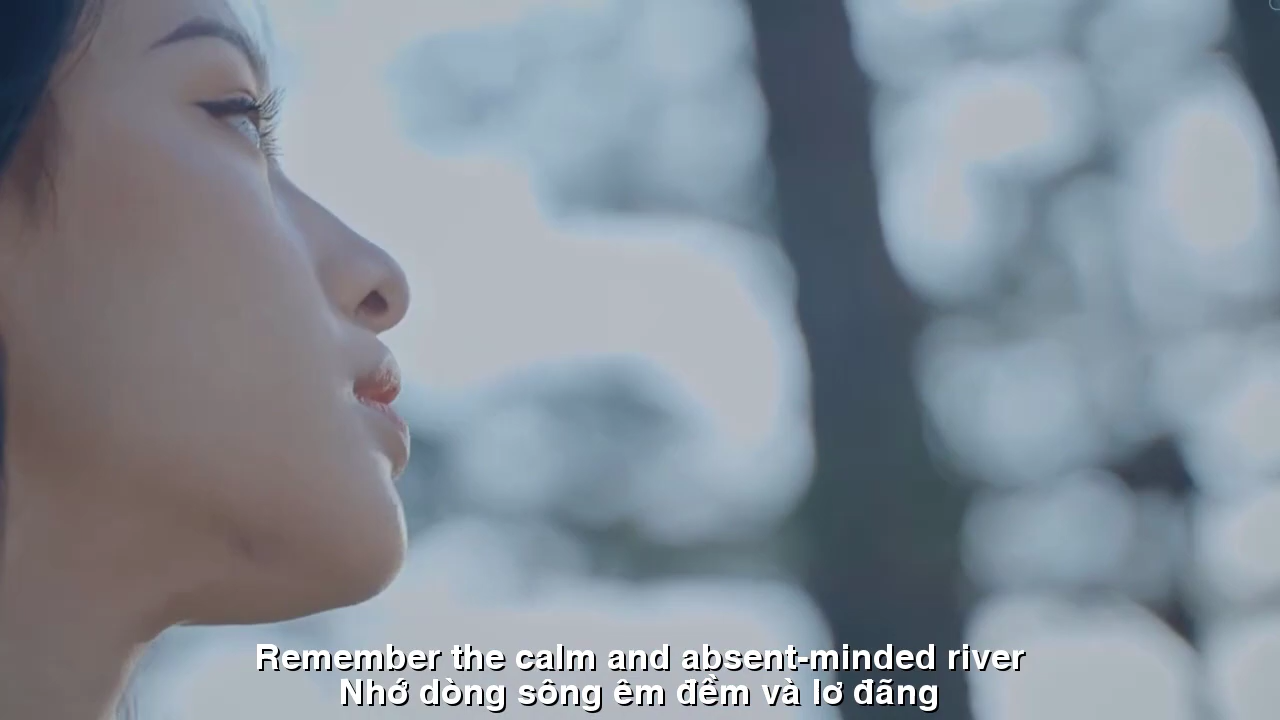 Remember the calm and absent-minded river
Nhớ dòng sông êm đềm và lơ đãng